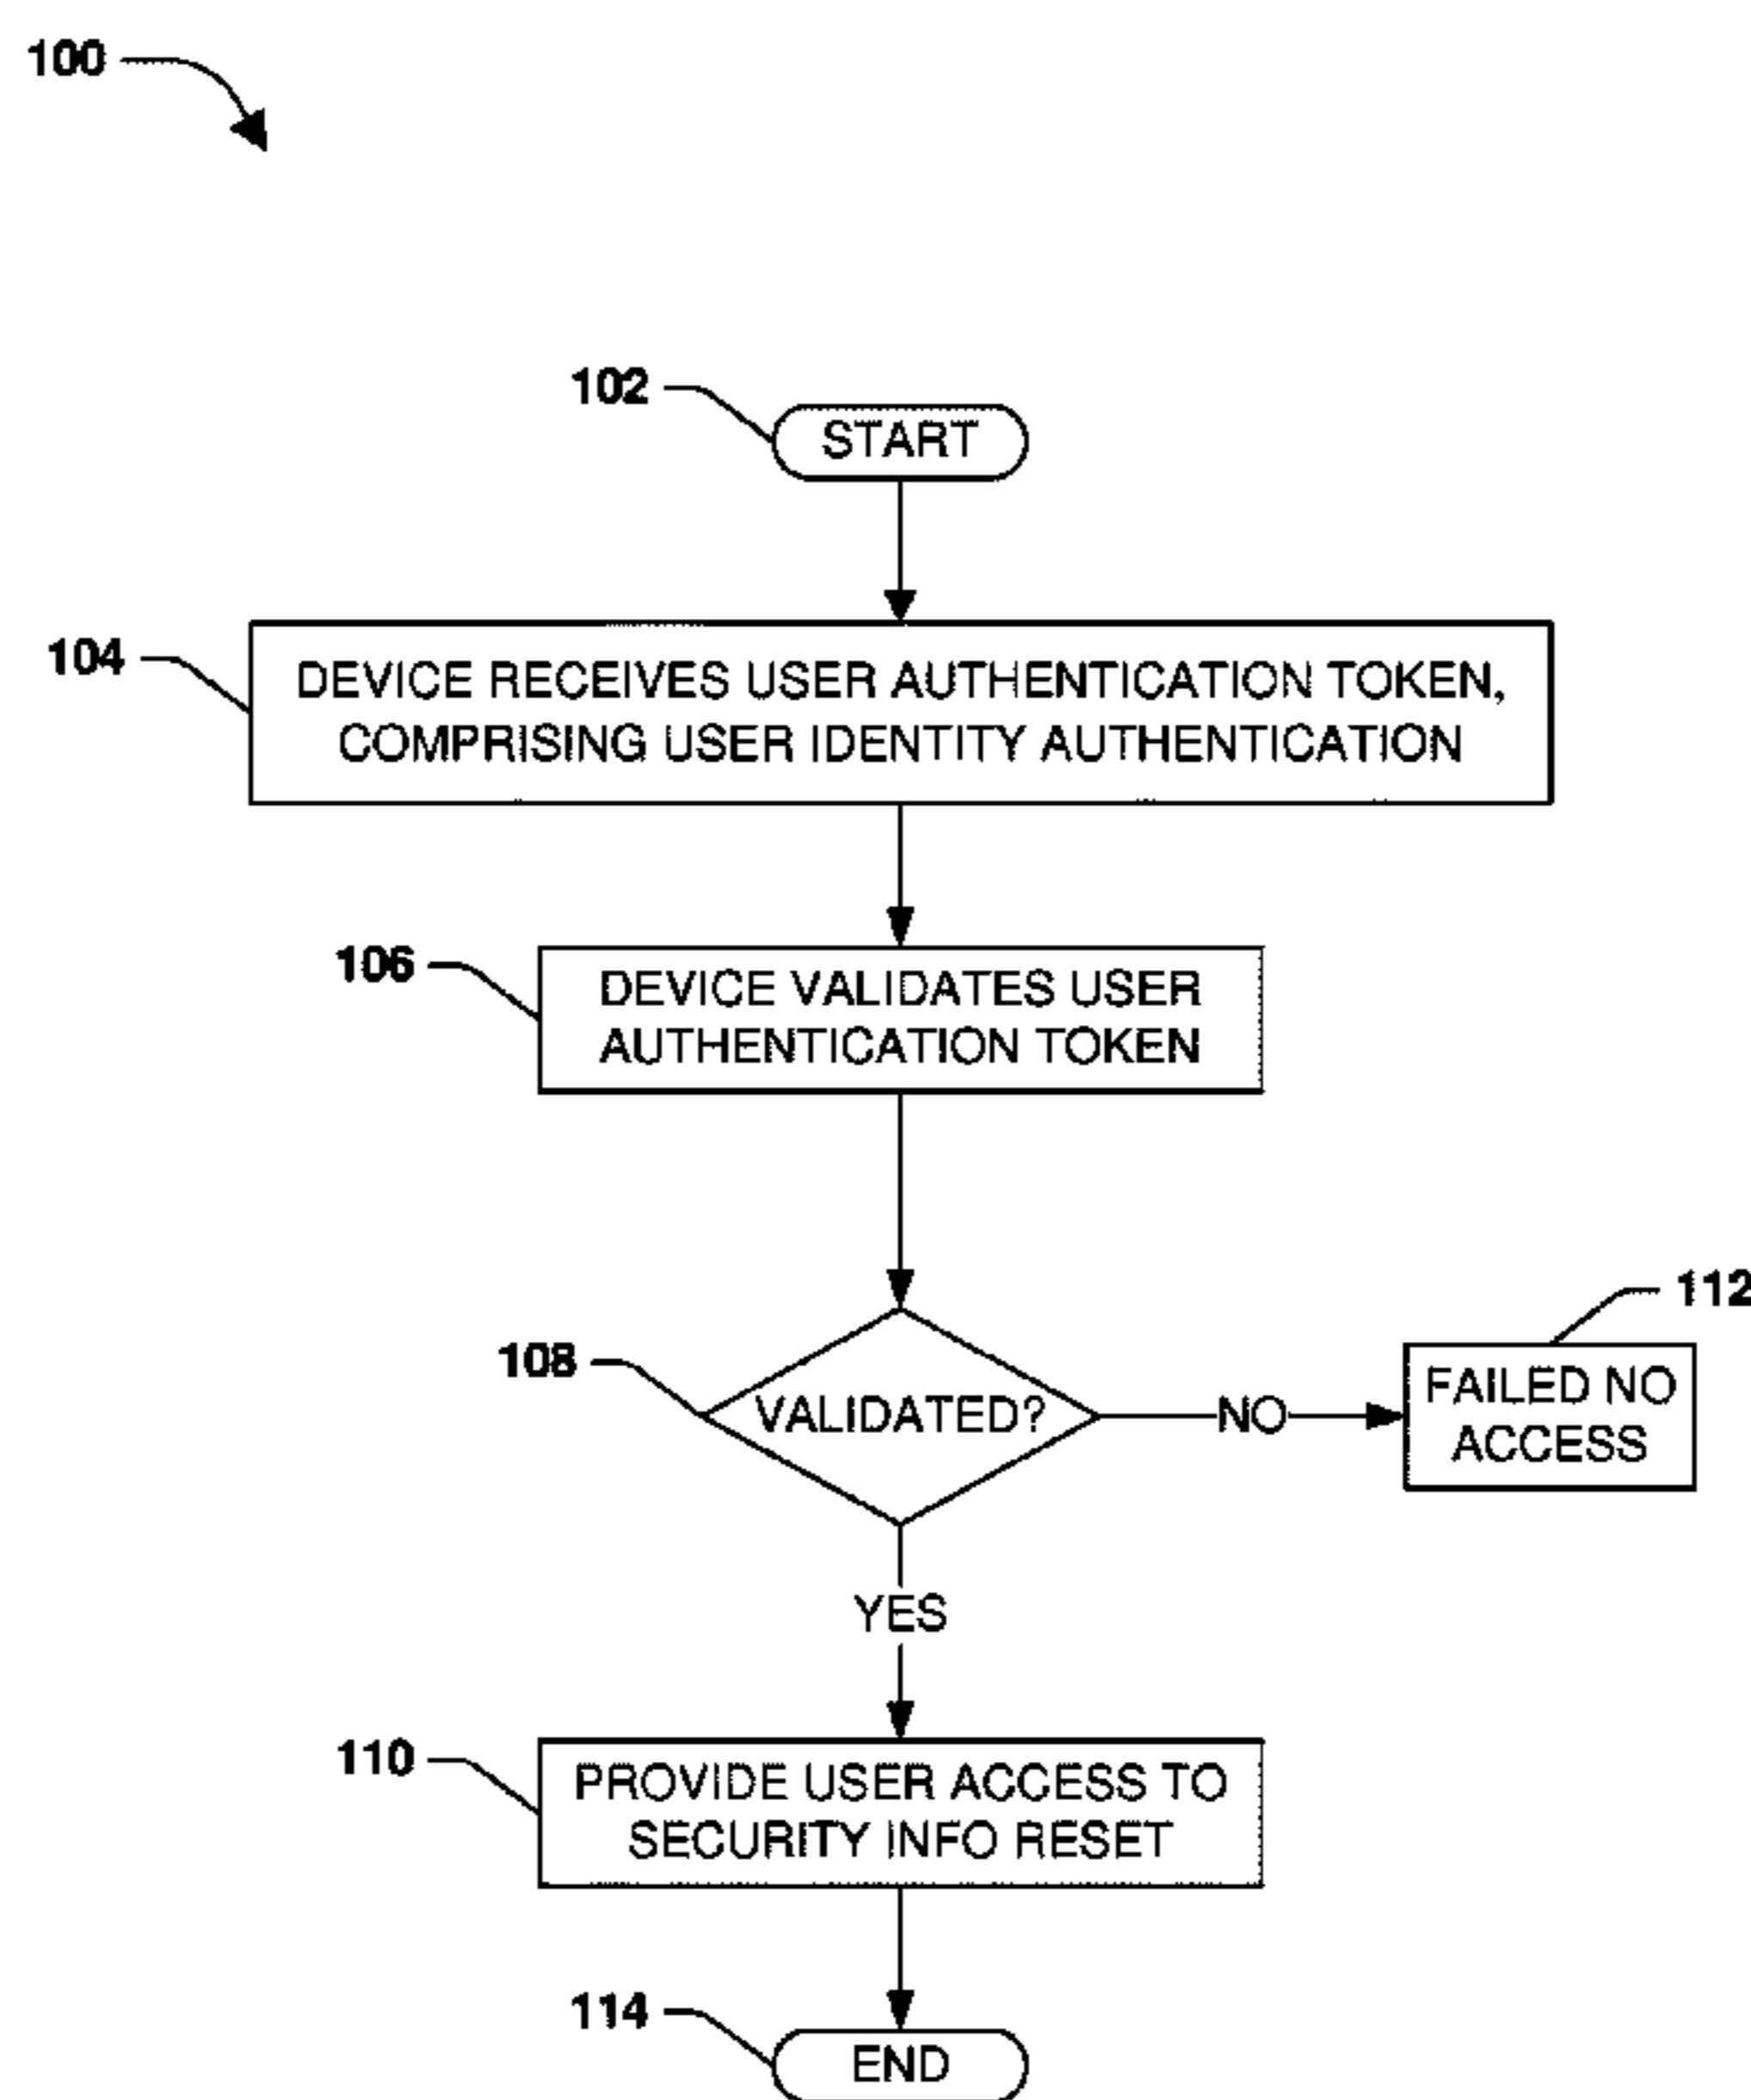 100
102
START
104
DEVICE RECEIVES USER AUTHENTICATION TOKEN,
COMPRISING USER IDENTITY AUTHENTICATION
106
DEVICE VALIDATES USER
AUTHENTICATION TOKEN
108
VALIDATED?
NO
112
FAILED NO
ACCESS
YES
110
PROVIDE USER ACCESS TO
SECURITY INFO RESET
114
END